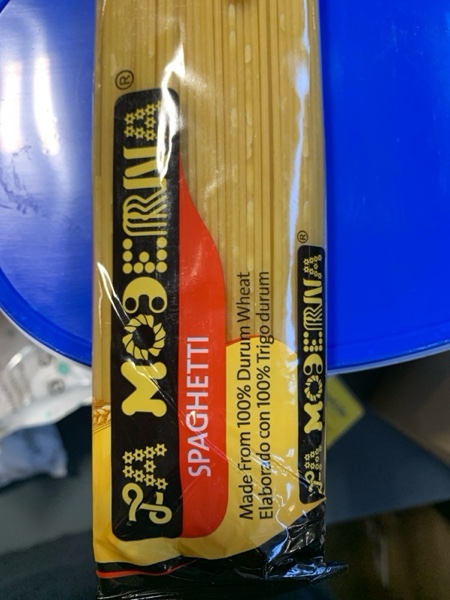 LA MODERNA®
SPAGHETTI
Made From 100% Durum Wheat
Elaborado con 100% Trigo durum
LA MODERNA®